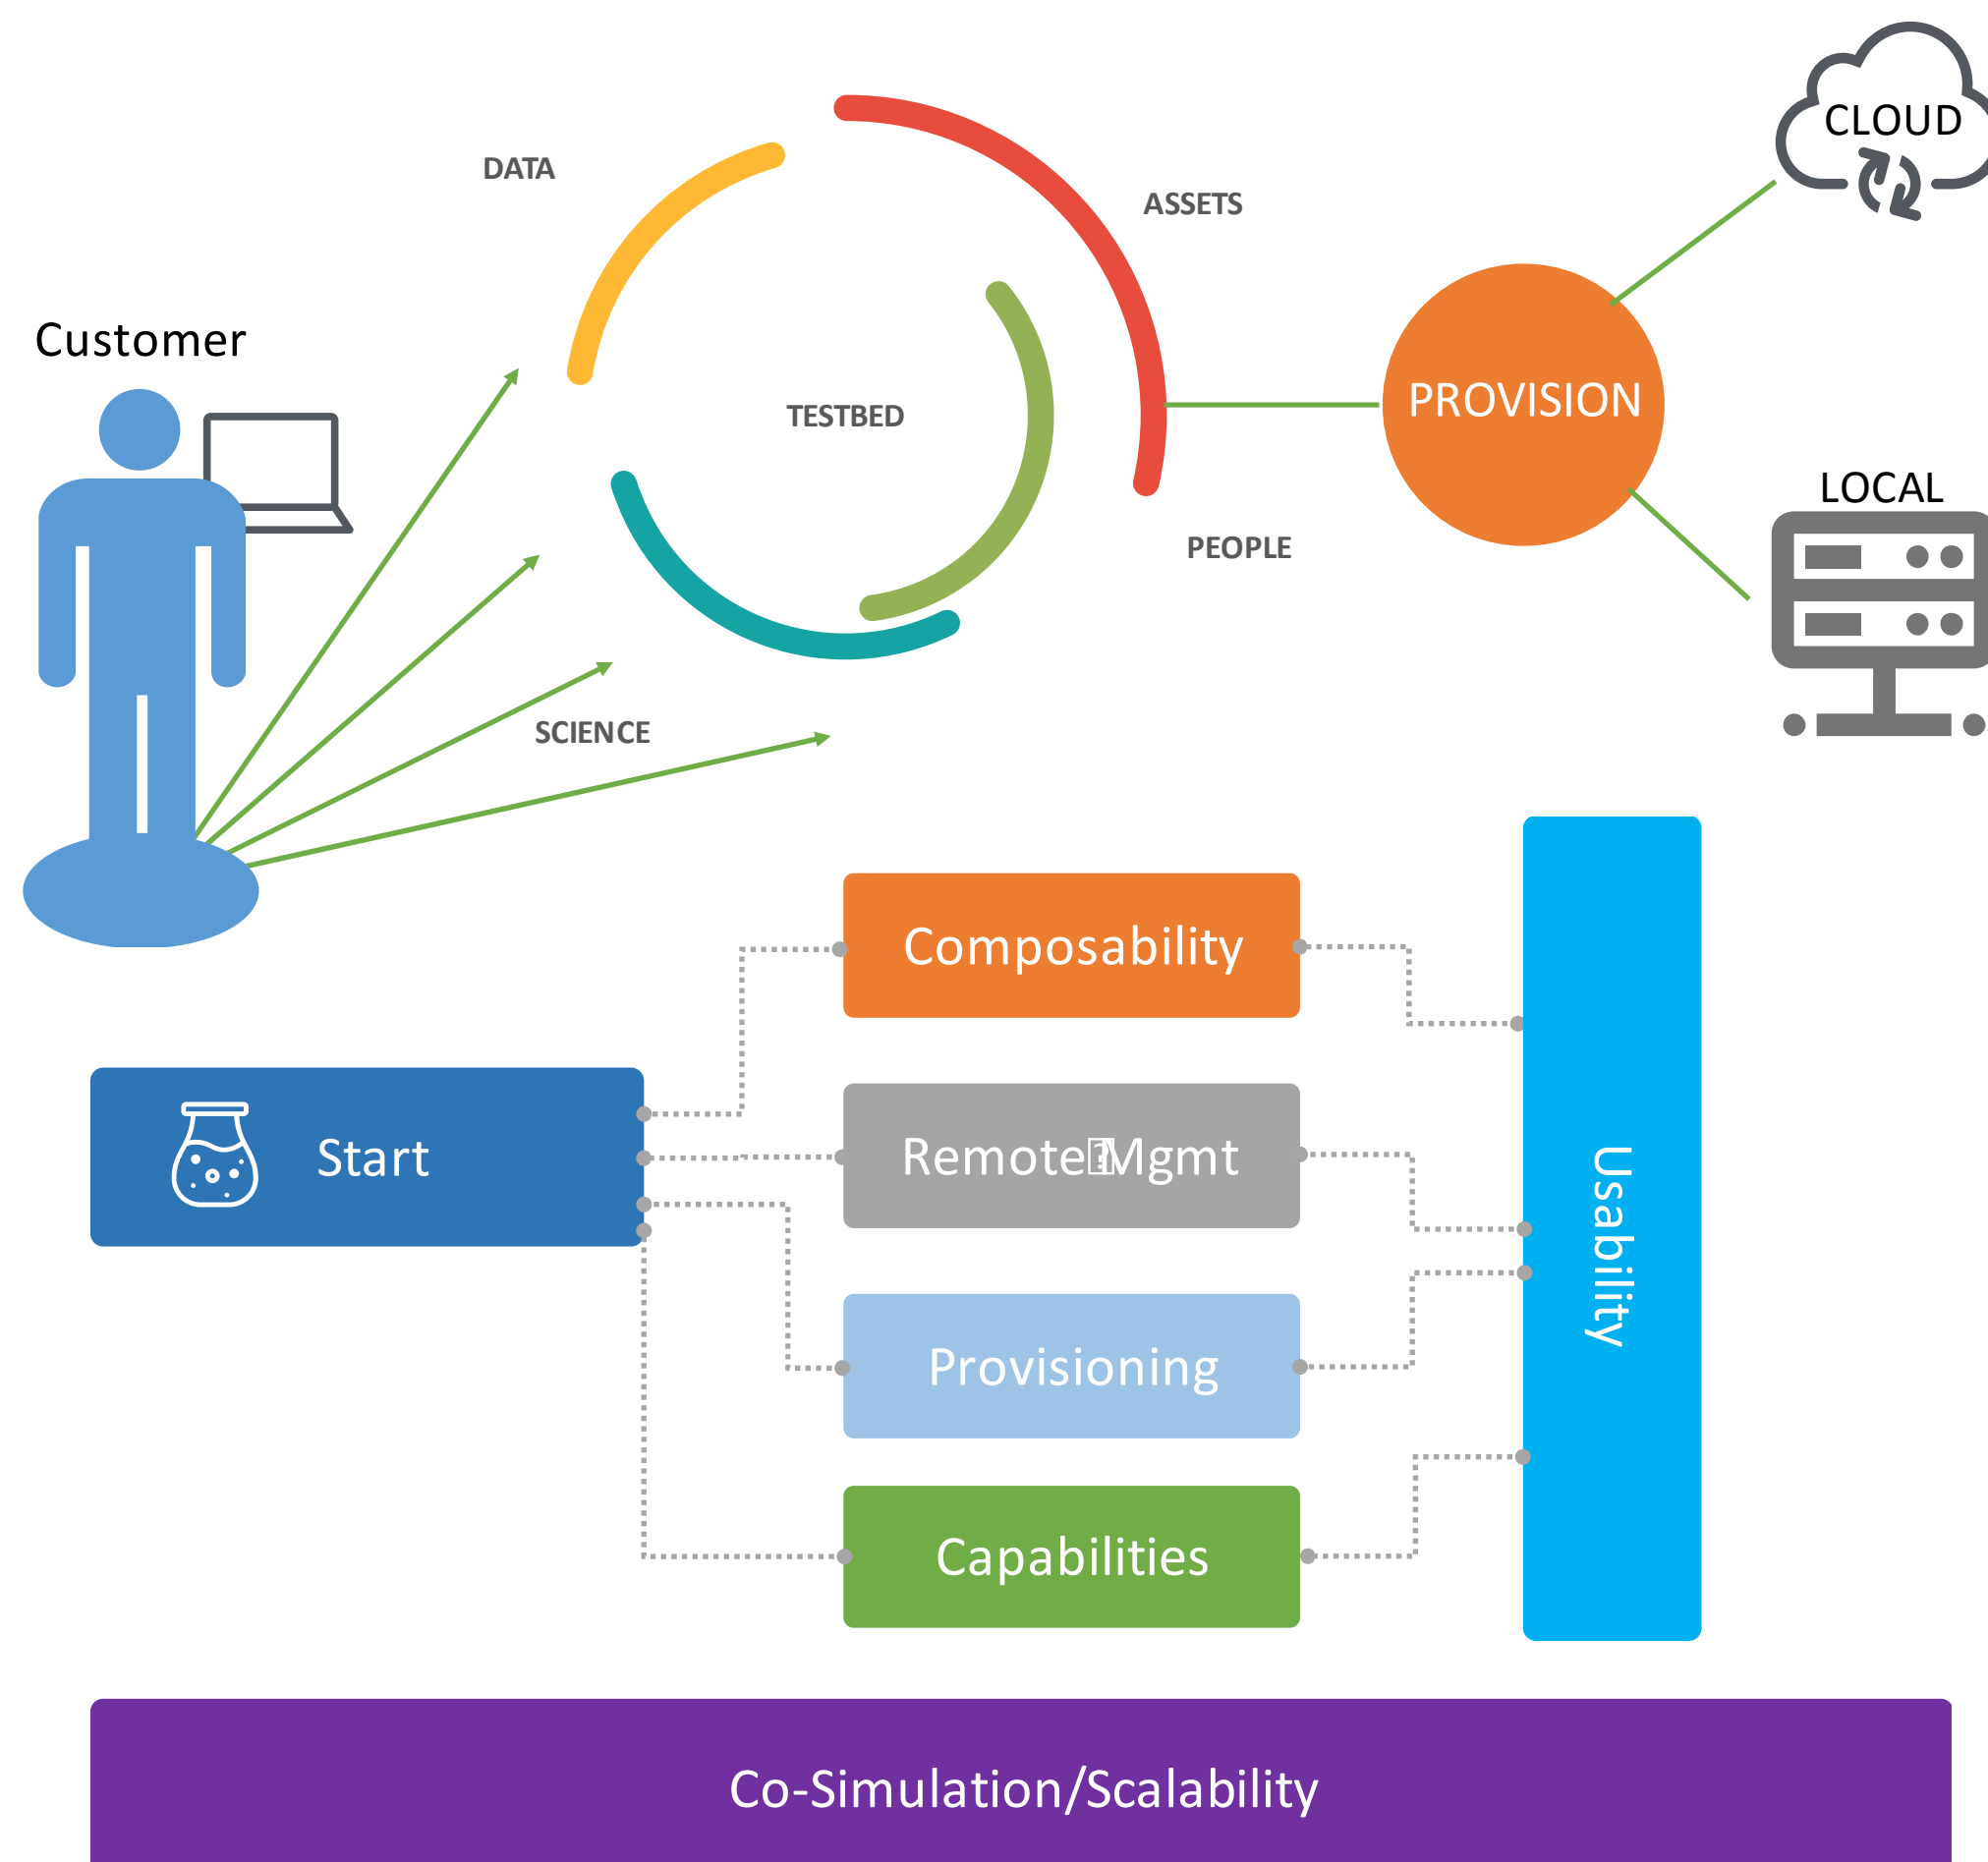 CLOUD
DATA
ASSETS
Customer
TESTBED
PROVISION
LOCAL
PEOPLE
SCIENCE
Composability
Start
Remote Mgmt
Usability
Provisioning
Capabilities
Co-Simulation/Scalability